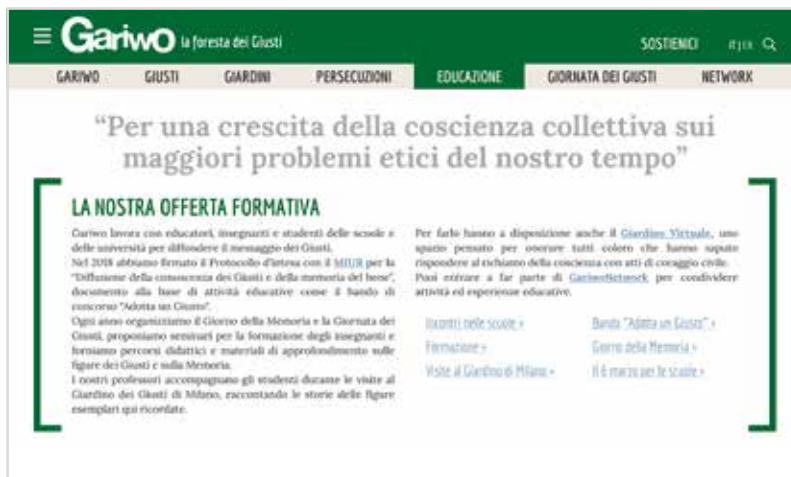 Gariwo la foresta dei Giusti
SOSTIENICI
GARIWO GIUSTI GIARDINI PERSECUZIONI EDUCAZIONE GIORNATA DEI GIUSTI NETWORK
“Per una crescita della coscienza collettiva sui
maggiori problemi etici del nostro tempo”
LA NOSTRA OFFERTA FORMATIVA
Gariwo lavora con educatori, insegnanti e studenti delle scuole e
delle università per diffondere il messaggio dei Giusti.
Nel 2018 abbiamo firmato il Protocollo d'intesa con il MIUR per la
"Diffusione della conoscenza dei Giusti e della memoria del bene",
documento alla base di attività educative come il bando di
concorso "Adotta un Giusto".
Ogni anno organizziamo il Giorno della Memoria e la Giornata dei
Giusti, proponiamo seminari per la formazione degli insegnanti e
forniamo percorsi didattici e materiali di approfondimento sulle
figure dei Giusti e sulla Memoria.
I nostri professori accompagnano gli studenti durante le visite al
Giardino dei Giusti di Milano, raccontando le storie delle figure
esemplari qui ricordate.
Per farlo hanno a disposizione anche il Giardino Virtuale, uno
spazio pensato per onorare tutti coloro che hanno saputo
rispondere al richiamo della coscienza con atti di coraggio civile.
Puoi entrare a far parte di GariwoNetwork per condividere
attività ed esperienze educative.
Incontri nelle scuole »
Formazione »
Visite al Giardino di Milano »
Bando "Adotta un Giusto" »
Giorno della Memoria »
Il 6 marzo per le scuole »